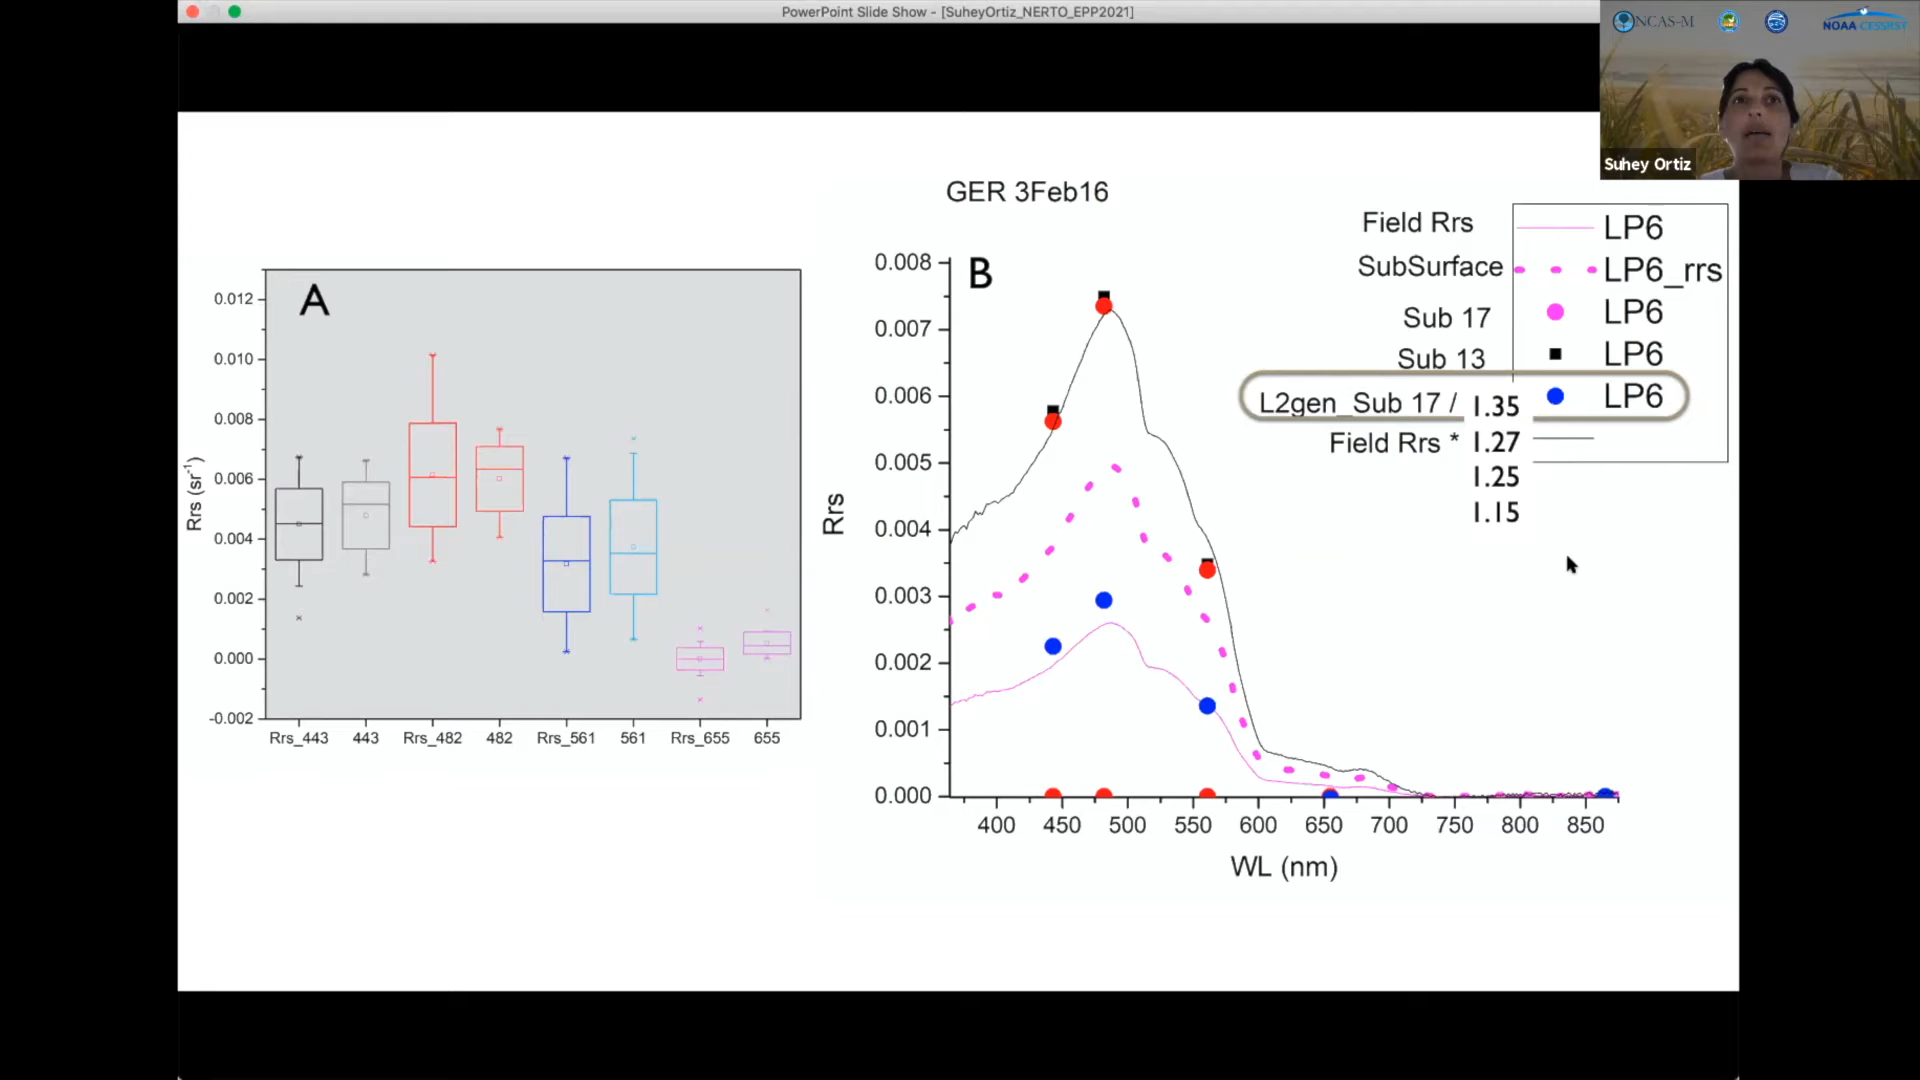 PowerPoint Slide Show - [SuheyOrtiz_NERTO_EPP2021]
NCAS-M
NOAA CESSRST
Suhey Ortiz
A
0.012
0.010
0.008
0.006
0.004
0.002
0.000
-0.002
Rrs (sr-1)
Rrs_443 443 Rrs_482 482 Rrs_561 561 Rrs_655 655
GER 3Feb16
B
0.008
0.007
0.006
0.005
0.004
0.003
0.002
0.001
0.000
Rrs
400 450 500 550 600 650 700 750 800 850
WL (nm)
Field Rrs LP6
SubSurface LP6_rrs
Sub 17 LP6
Sub 13 LP6
L2gen_Sub 17 / 1.35 LP6
Field Rrs * 1.27
1.25
1.15